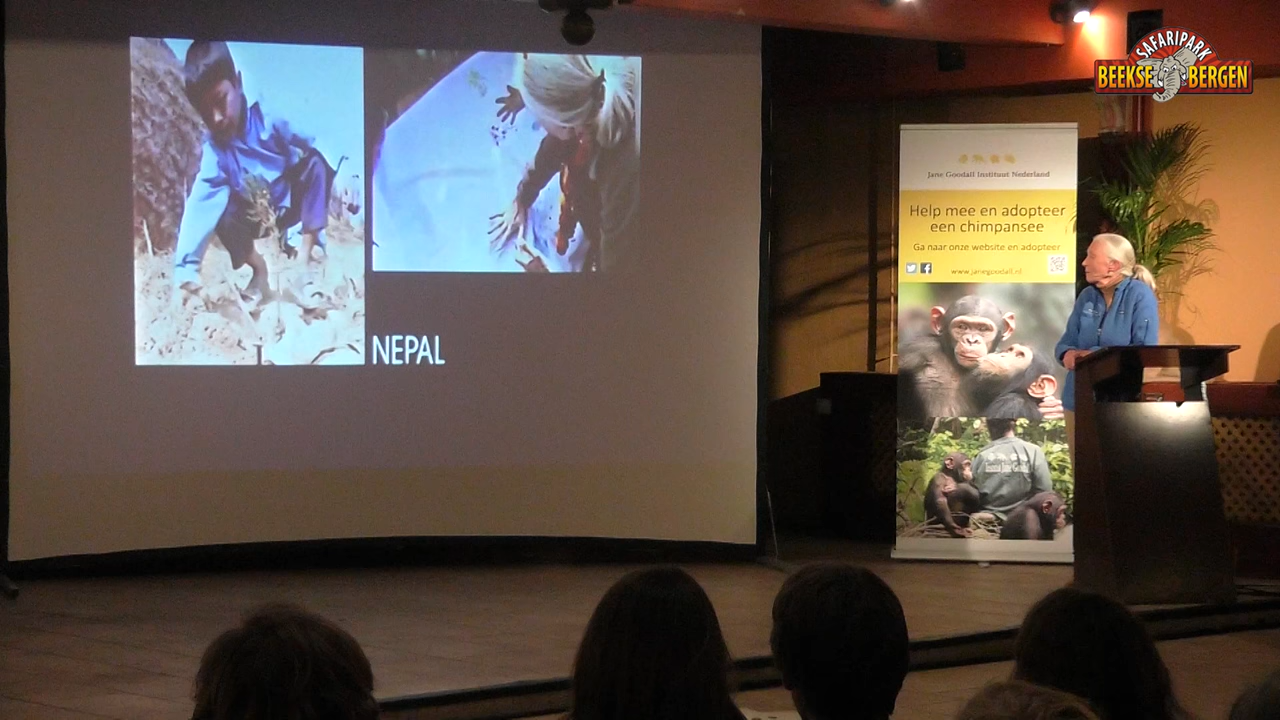 SAFARIPARK
BEEKSE BERGEN
Jane Goodall Instituut Nederland
Help mee en adopteer
een chimpansee
Ga naar onze website en adopteer
www.janegoodall.nl
NEPAL